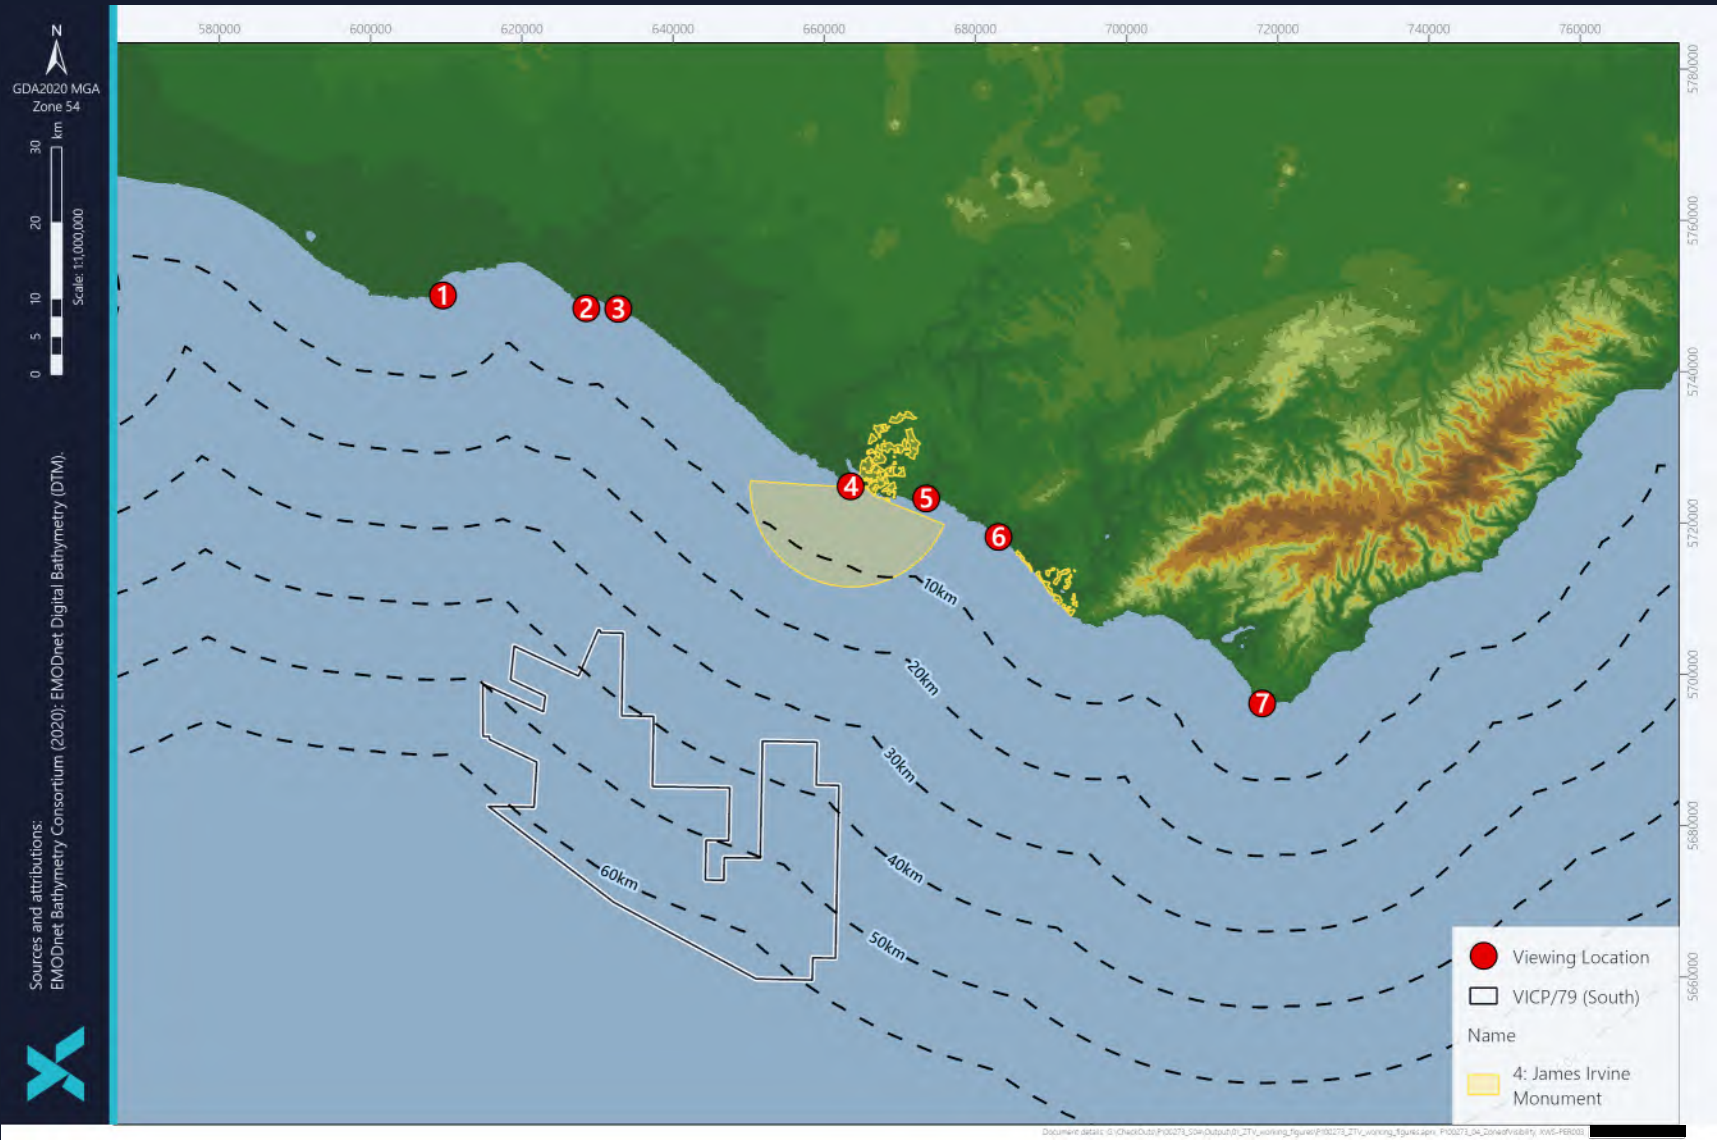 N
GDA2020 MGA
Zone 54
0 5 10 20 30 km
Scale: 1:1,000,000
Sources and attributions:
EMODnet Bathymetry Consortium (2020): EMODnet Digital Bathymetry (DTM).
580000 600000 620000 640000 660000 680000 700000 720000 740000 760000
5780000
5760000
5740000
5720000
5700000
5680000
5660000
1
2
3
4
5
6
7
10km
20km
30km
40km
50km
60km
Viewing Location
VICP/79 (South)
Name
4: James Irvine
Monument